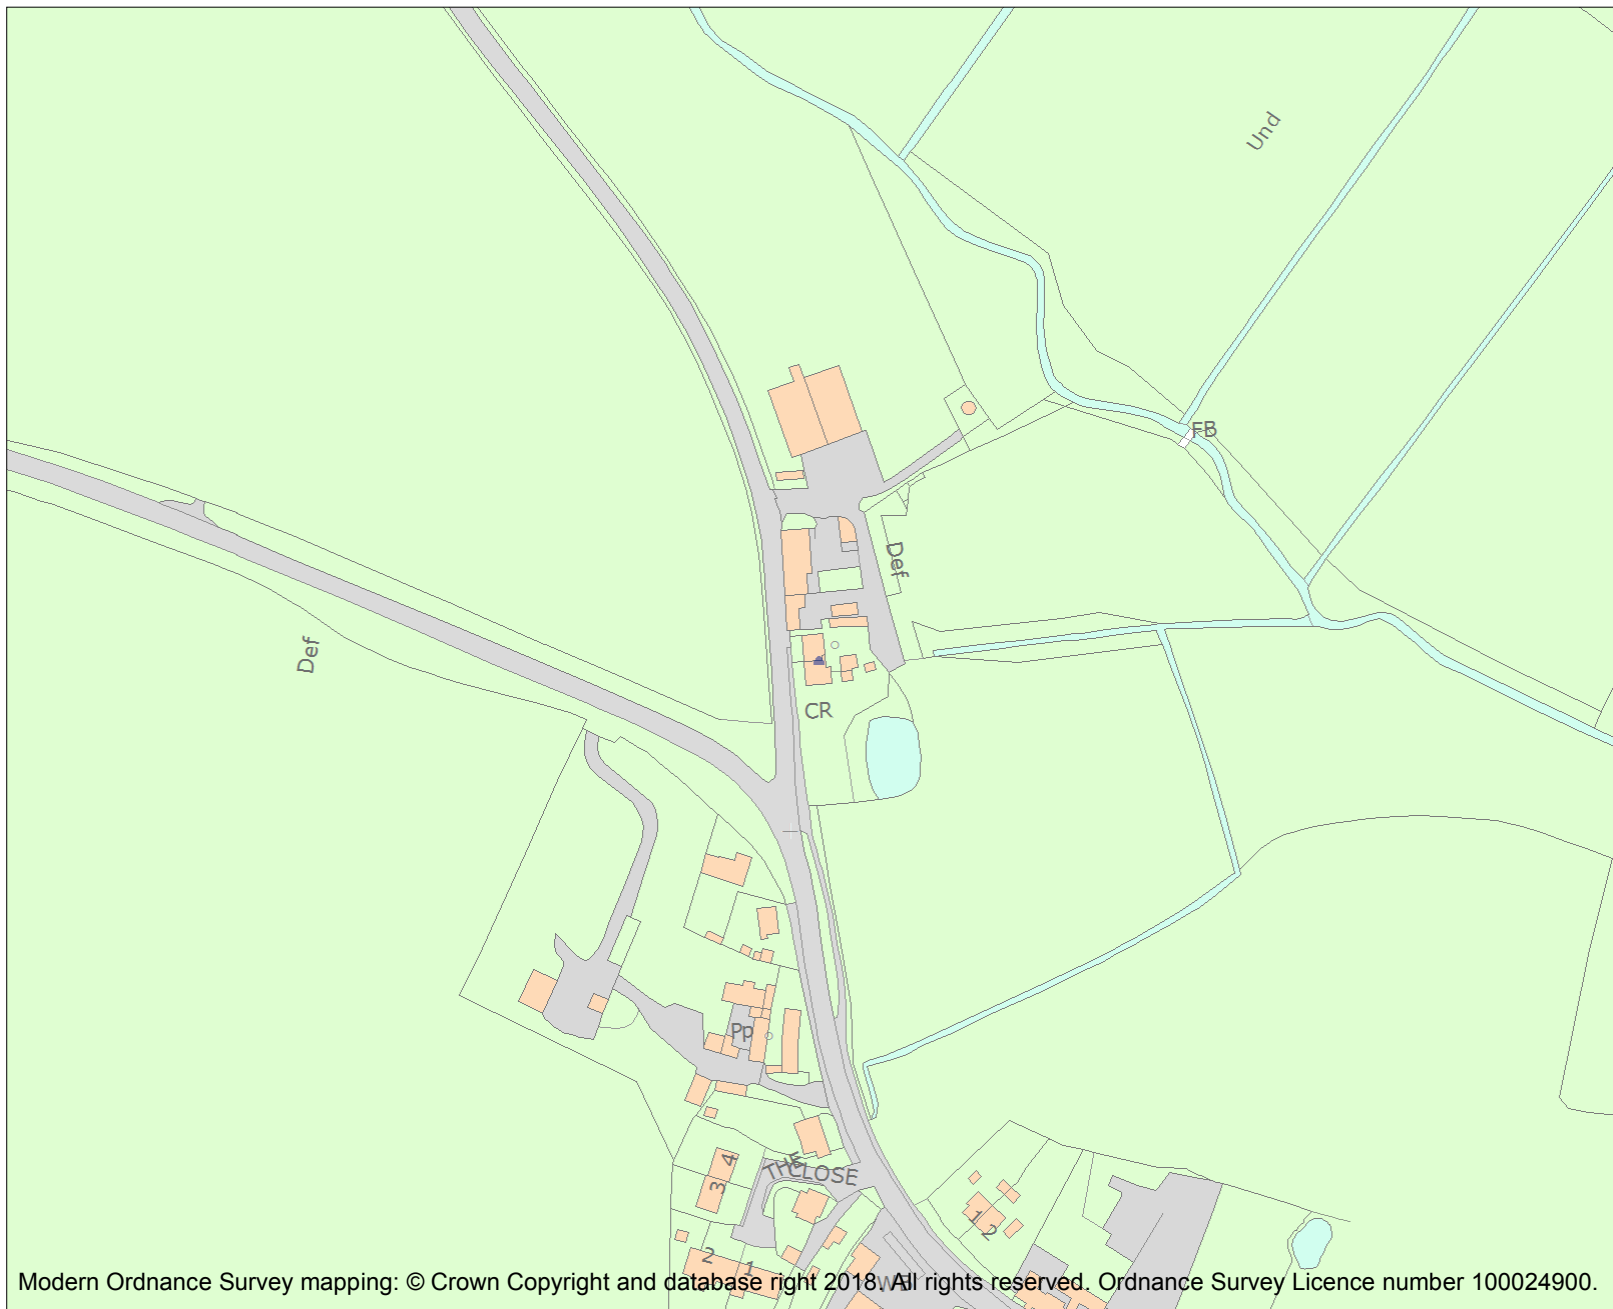 Und
FB
Def
Def
CR
Pp
THE CLOSE
4
3
1 2
2
1
Modern Ordnance Survey mapping: © Crown Copyright and database right 2018. All rights reserved. Ordnance Survey Licence number 100024900.